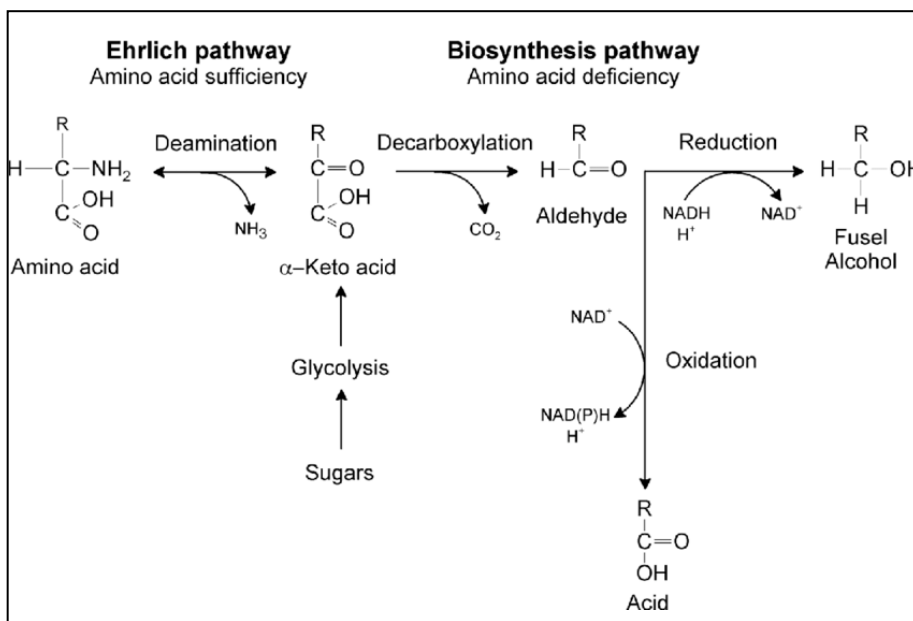 Ehrlich pathway
Amino acid sufficiency
Biosynthesis pathway
Amino acid deficiency
Deamination
Decarboxylation
Reduction
R
H C NH₂
C OH
O
Amino acid
NH₃
R
C=O
C OH
O
α–Keto acid
CO₂
R
H C=O
Aldehyde
NADH
H⁺
NAD⁺
R
H C OH
H
Fusel
Alcohol
Glycolysis
Sugars
NAD⁺
Oxidation
NAD(P)H
H⁺
R
C=O
OH
Acid